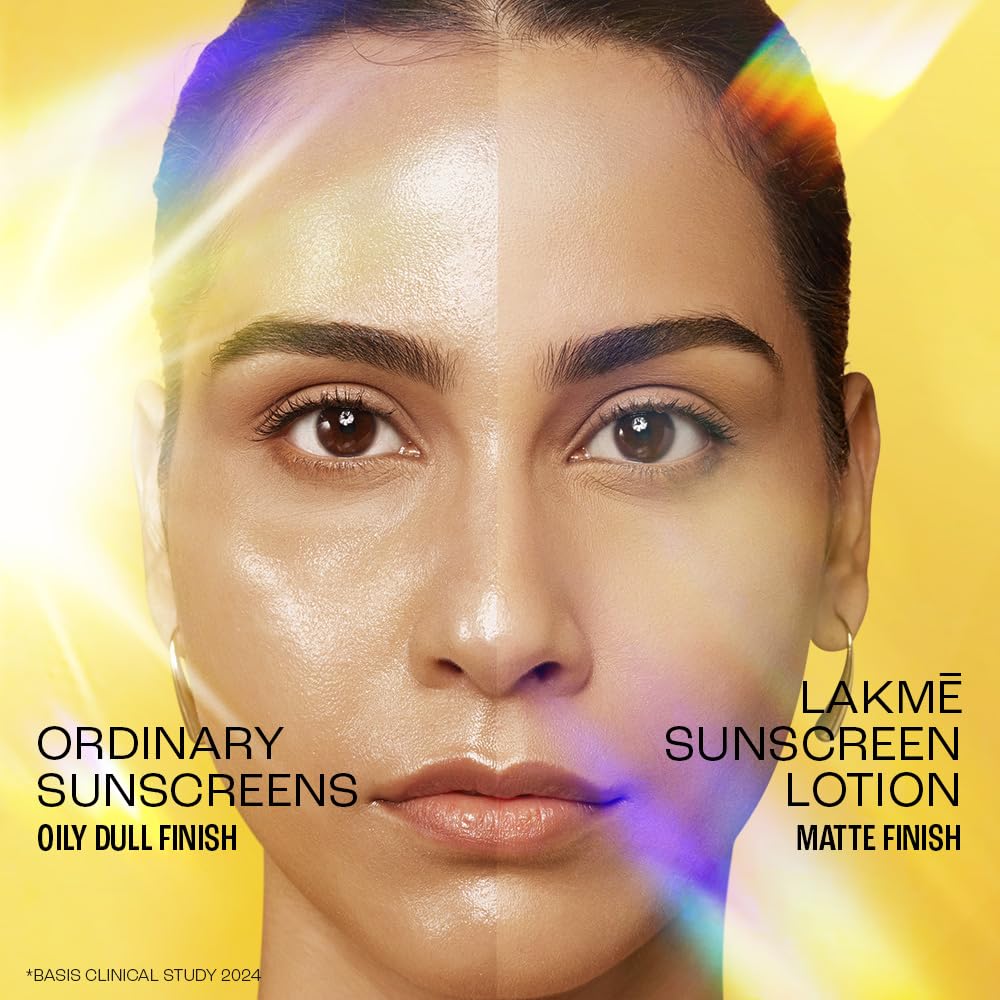 ORDINARY
SUNSCREENS
OILY DULL FINISH
LAKMĒ
SUNSCREEN
LOTION
MATTE FINISH
*BASIS CLINICAL STUDY 2024